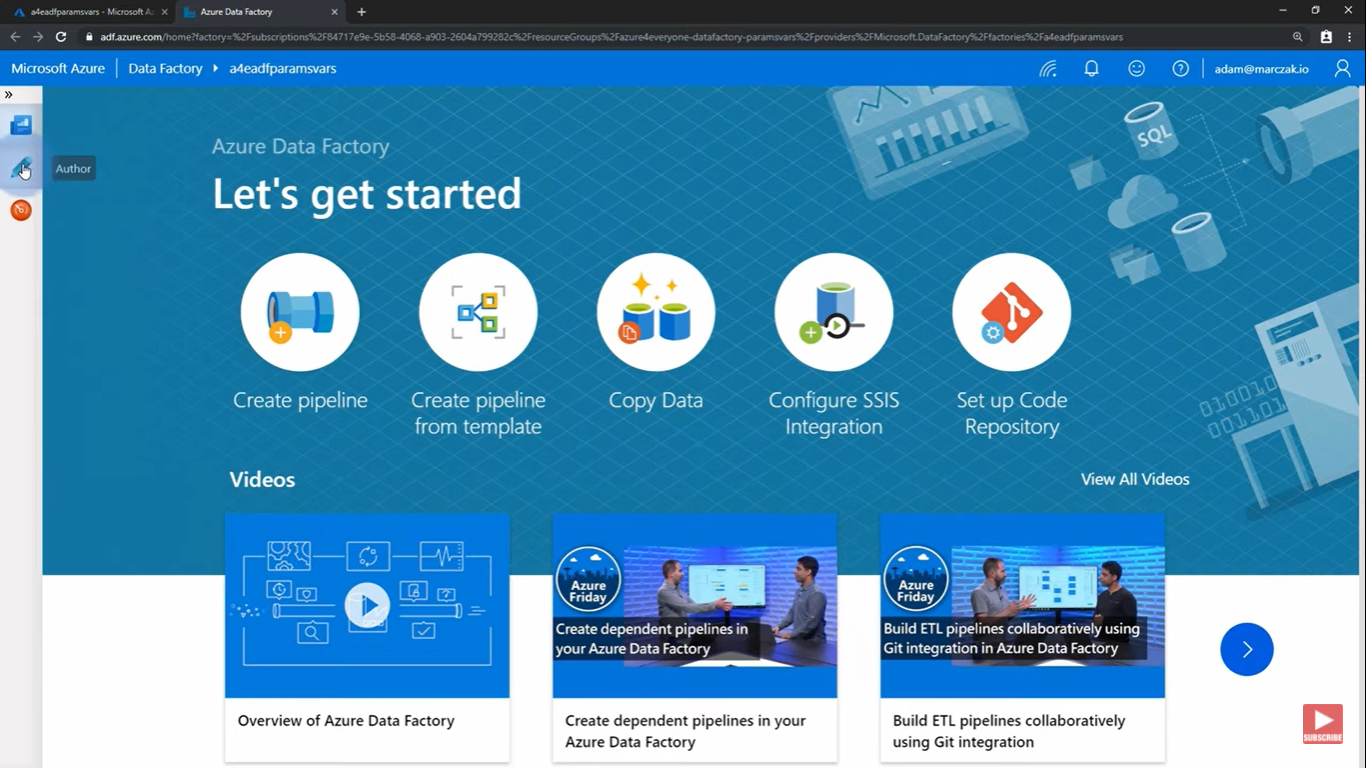 a4eadfparamsvars - Microsoft Az
Azure Data Factory
adf.azure.com/home?factory=%2Fsubscriptions%2F84717e9e-5b58-4068-a903-2604a799282c%2FresourceGroups%2Fazure4everyone-datafactory-paramsvars%2Fproviders%2FMicrosoft.DataFactory%2Ffactories%2Fa4eadfparamsvars
Microsoft Azure
Data Factory
a4eadfparamsvars
adam@marczak.io
Author
Azure Data Factory
Let's get started
SQL
Create pipeline
Create pipeline
from template
Copy Data
Configure SSIS
Integration
Set up Code
Repository
Videos
View All Videos
Azure
Friday
Create dependent pipelines in
your Azure Data Factory
Azure
Friday
Build ETL pipelines collaboratively using
Git integration in Azure Data Factory
Overview of Azure Data Factory
Create dependent pipelines in your
Azure Data Factory
Build ETL pipelines collaboratively
using Git integration
SUBSCRIBE